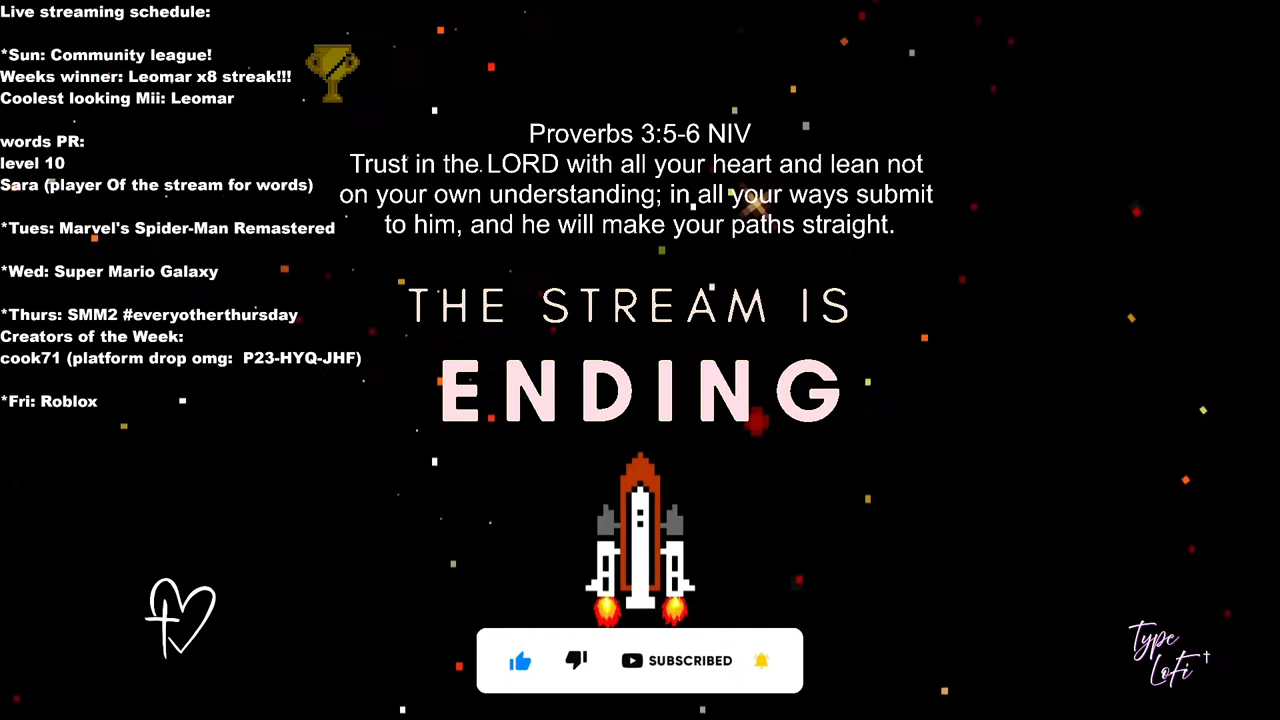 Live streaming schedule:
*Sun: Community league!
Weeks winner: Leomar x8 streak!!!
Coolest looking Mii: Leomar
words PR:
level 10
Sara (player Of the stream for words)
*Tues: Marvel's Spider-Man Remastered
*Wed: Super Mario Galaxy
*Thurs: SMM2 #everyotherthursday
Creators of the Week:
cook71 (platform drop omg:  P23-HYQ-JHF)
*Fri: Roblox
Proverbs 3:5-6 NIV
Trust in the LORD with all your heart and lean not
on your own understanding; in all your ways submit
to him, and he will make your paths straight.
THE STREAM IS
ENDING
SUBSCRIBED
Type
LoFi